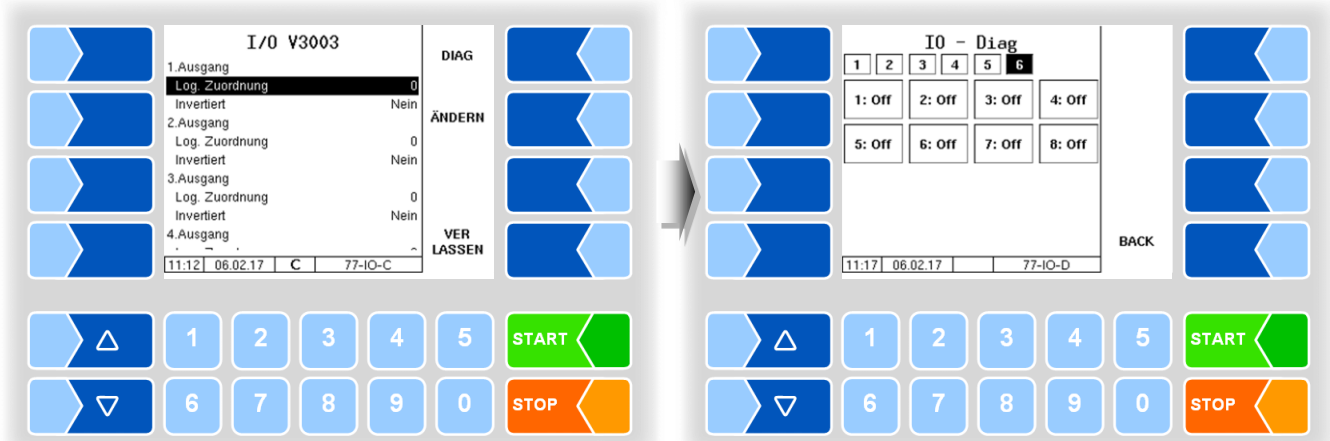 I/O V3003
DIAG
1.Ausgang
Log. Zuordnung 0
Invertiert Nein
ÄNDERN
2.Ausgang
Log. Zuordnung 0
Invertiert Nein
3.Ausgang
Log. Zuordnung 0
Invertiert Nein
4.Ausgang
VER
LASSEN
11:12 06.02.17 C 77-IO-C
1 2 3 4 5 START
6 7 8 9 0 STOP
IO - Diag
1 2 3 4 5 6
1: Off 2: Off 3: Off 4: Off
5: Off 6: Off 7: Off 8: Off
BACK
11:17 06.02.17 77-IO-D
1 2 3 4 5 START
6 7 8 9 0 STOP